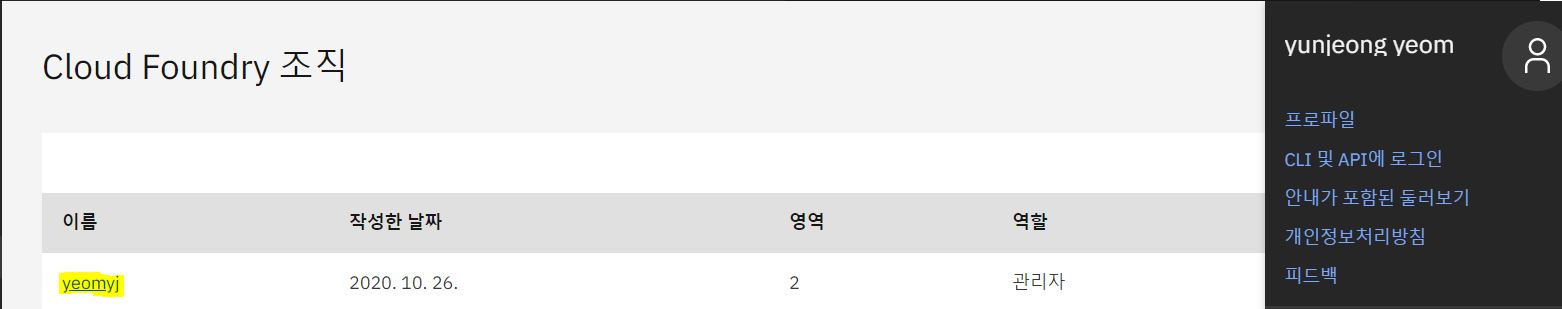 Cloud Foundry 조직
이름 작성한 날짜 영역 역할
yeomyj 2020. 10. 26. 2 관리자
yunjeong yeom
프로파일
CLI 및 API에 로그인
안내가 포함된 둘러보기
개인정보처리방침
피드백